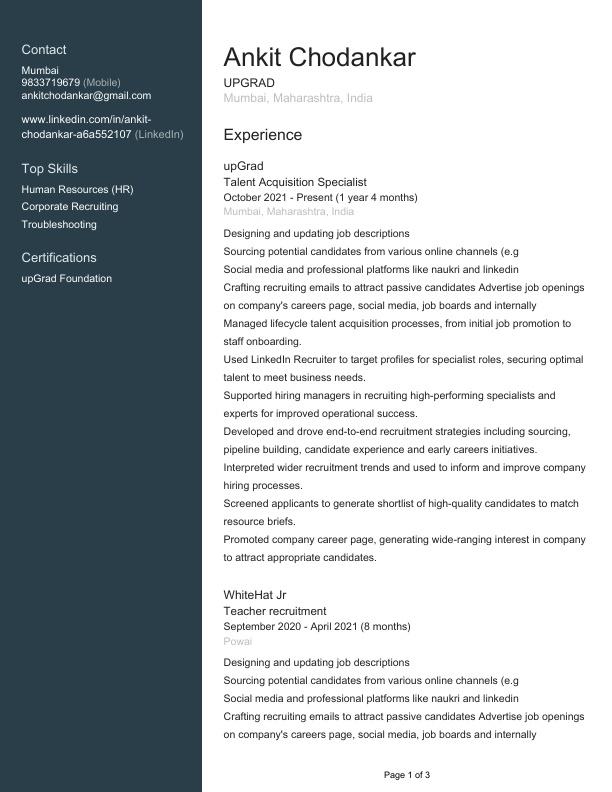 Contact
Mumbai
9833719679 (Mobile)
ankitchodankar@gmail.com
www.linkedin.com/in/ankit-
chodankar-a6a552107 (LinkedIn)
Top Skills
Human Resources (HR)
Corporate Recruiting
Troubleshooting
Certifications
upGrad Foundation
Ankit Chodankar
UPGRAD
Mumbai, Maharashtra, India
Experience
upGrad
Talent Acquisition Specialist
October 2021 - Present (1 year 4 months)
Mumbai, Maharashtra, India
Designing and updating job descriptions
Sourcing potential candidates from various online channels (e.g
Social media and professional platforms like naukri and linkedin
Crafting recruiting emails to attract passive candidates Advertise job openings
on company's careers page, social media, job boards and internally
Managed lifecycle talent acquisition processes, from initial job promotion to
staff onboarding.
Used LinkedIn Recruiter to target profiles for specialist roles, securing optimal
talent to meet business needs.
Supported hiring managers in recruiting high-performing specialists and
experts for improved operational success.
Developed and drove end-to-end recruitment strategies including sourcing,
pipeline building, candidate experience and early careers initiatives.
Interpreted wider recruitment trends and used to inform and improve company
hiring processes.
Screened applicants to generate shortlist of high-quality candidates to match
resource briefs.
Promoted company career page, generating wide-ranging interest in company
to attract appropriate candidates.
WhiteHat Jr
Teacher recruitment
September 2020 - April 2021 (8 months)
Powai
Designing and updating job descriptions
Sourcing potential candidates from various online channels (e.g
Social media and professional platforms like naukri and linkedin
Crafting recruiting emails to attract passive candidates Advertise job openings
on company's careers page, social media, job boards and internally
Page 1 of 3